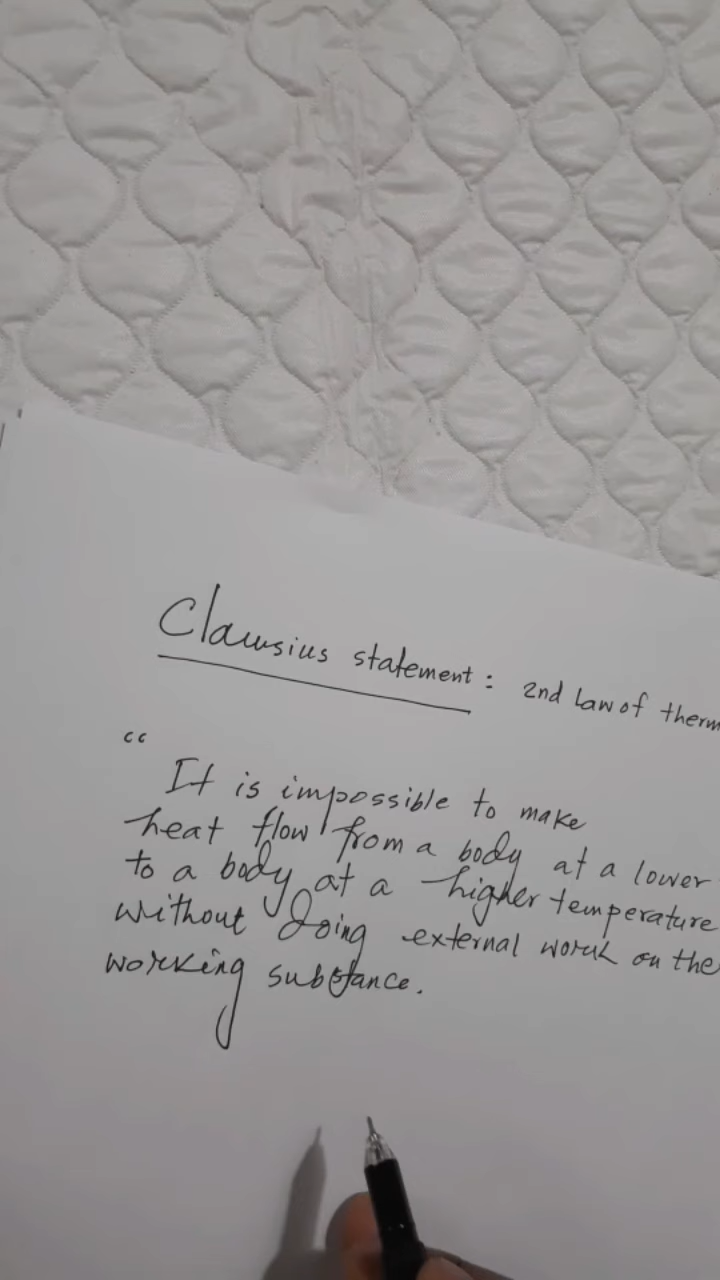 Clausius statement : 2nd law of therm
“
It is impossible to make
heat flow from a body at a lower
to a body at a higher temperature
without doing external work on the
working substance.